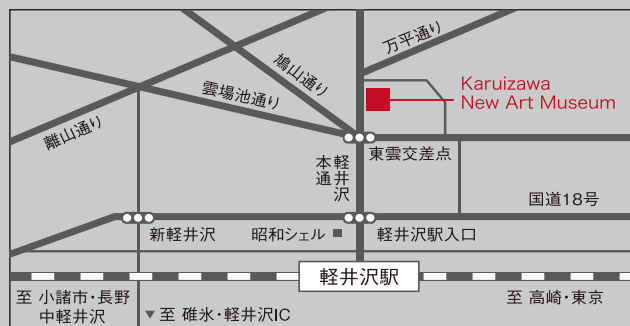 万平通り
鳩山通り
Karuizawa
New Art Museum
雲場池通り
離山通り
東雲交差点
軽井沢
本通
国道18号
新軽井沢
昭和シェル
軽井沢駅入口
軽井沢駅
至 小諸市・長野
中軽井沢
至 高崎・東京
▼至 碓氷・軽井沢IC